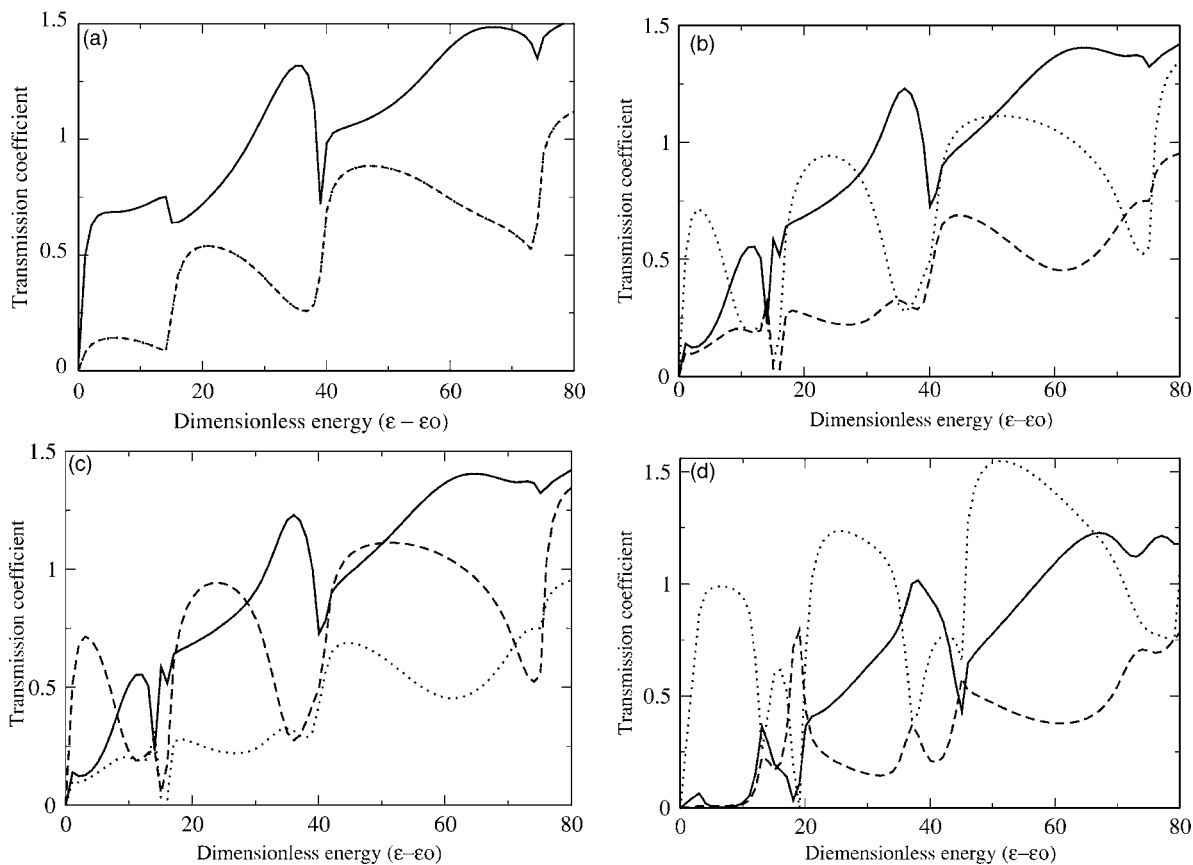 (a)
1.5
1
0.5
0
0 20 40 60 80
Transmission coefficient
Dimensionless energy (ε – εo)
(b)
1.5
1
0.5
0
0 20 40 60 80
Transmission coefficient
Dimensionless energy (ε–εo)
(c)
1.5
1
0.5
0
0 20 40 60 80
Transmission coefficient
Dimensionless energy (ε–εo)
(d)
1.5
1
0.5
0
0 20 40 60 80
Transmission coefficient
Diemensionless energy (ε–εo)